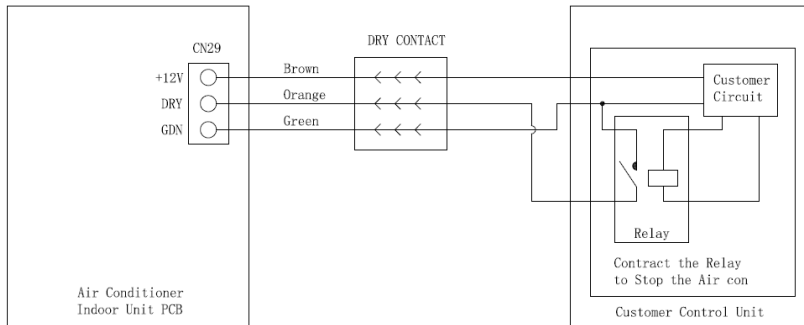 DRY CONTACT
CN29
+12V
DRY
GDN
Brown
Orange
Green
Customer
Circuit
Relay
Contract the Relay
to Stop the Air con
Air Conditioner
Indoor Unit PCB
Customer Control Unit